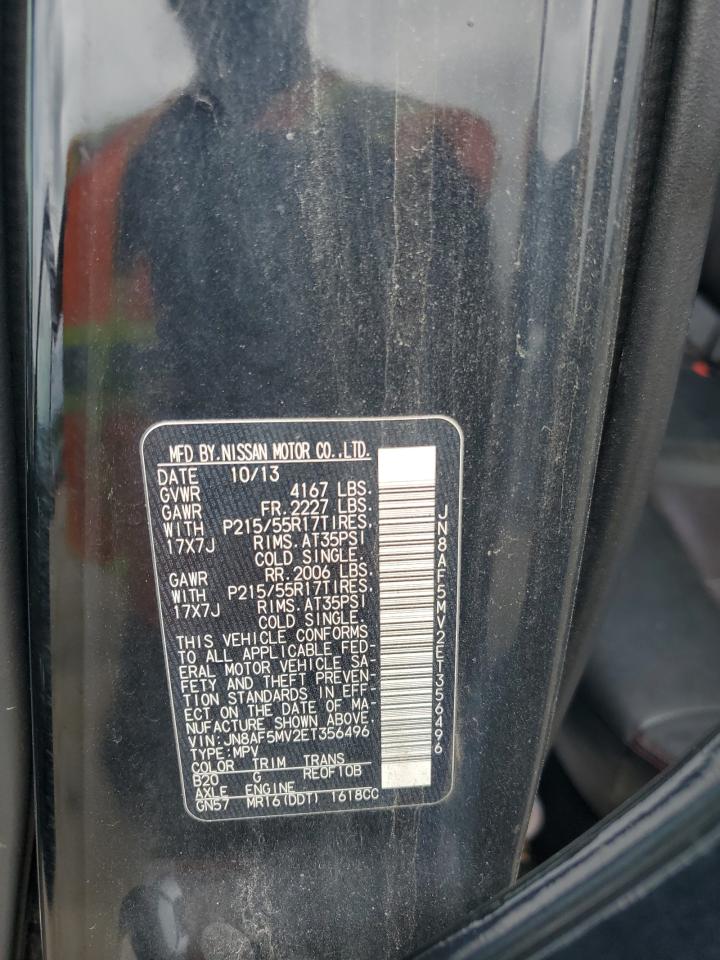 MFD BY.NISSAN MOTOR CO.,LTD.
DATE 10/13
GVWR 4167 LBS.
GAWR FR.2227 LBS.
WITH P215/55R17TIRES,
17X7J RIMS.AT35PSI
COLD SINGLE.
GAWR RR.2006 LBS.
WITH P215/55R17TIRES,
17X7J RIMS.AT35PSI
COLD SINGLE.
THIS VEHICLE CONFORMS
TO ALL APPLICABLE FED-
ERAL MOTOR VEHICLE SA-
FETY AND THEFT PREVEN-
TION STANDARDS IN EFF-
ECT ON THE DATE OF MA-
NUFACTURE SHOWN ABOVE.
VIN:JN8AF5MV2ET356496
TYPE:MPV
COLOR TRIM TRANS
B20 G RE0F10B
AXLE ENGINE
GN57 MR16(DDT) 1618CC
JN8AF5MV2ET356496